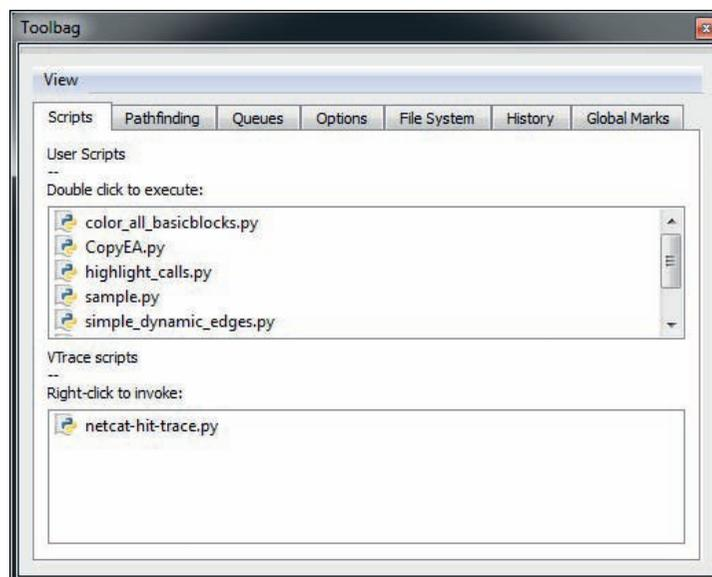 Toolbag
View
Scripts Pathfinding Queues Options File System History Global Marks
User Scripts
--
Double click to execute:
color_all_basicblocks.py
CopyEA.py
highlight_calls.py
sample.py
simple_dynamic_edges.py
VTrace scripts
--
Right-click to invoke:
netcat-hit-trace.py